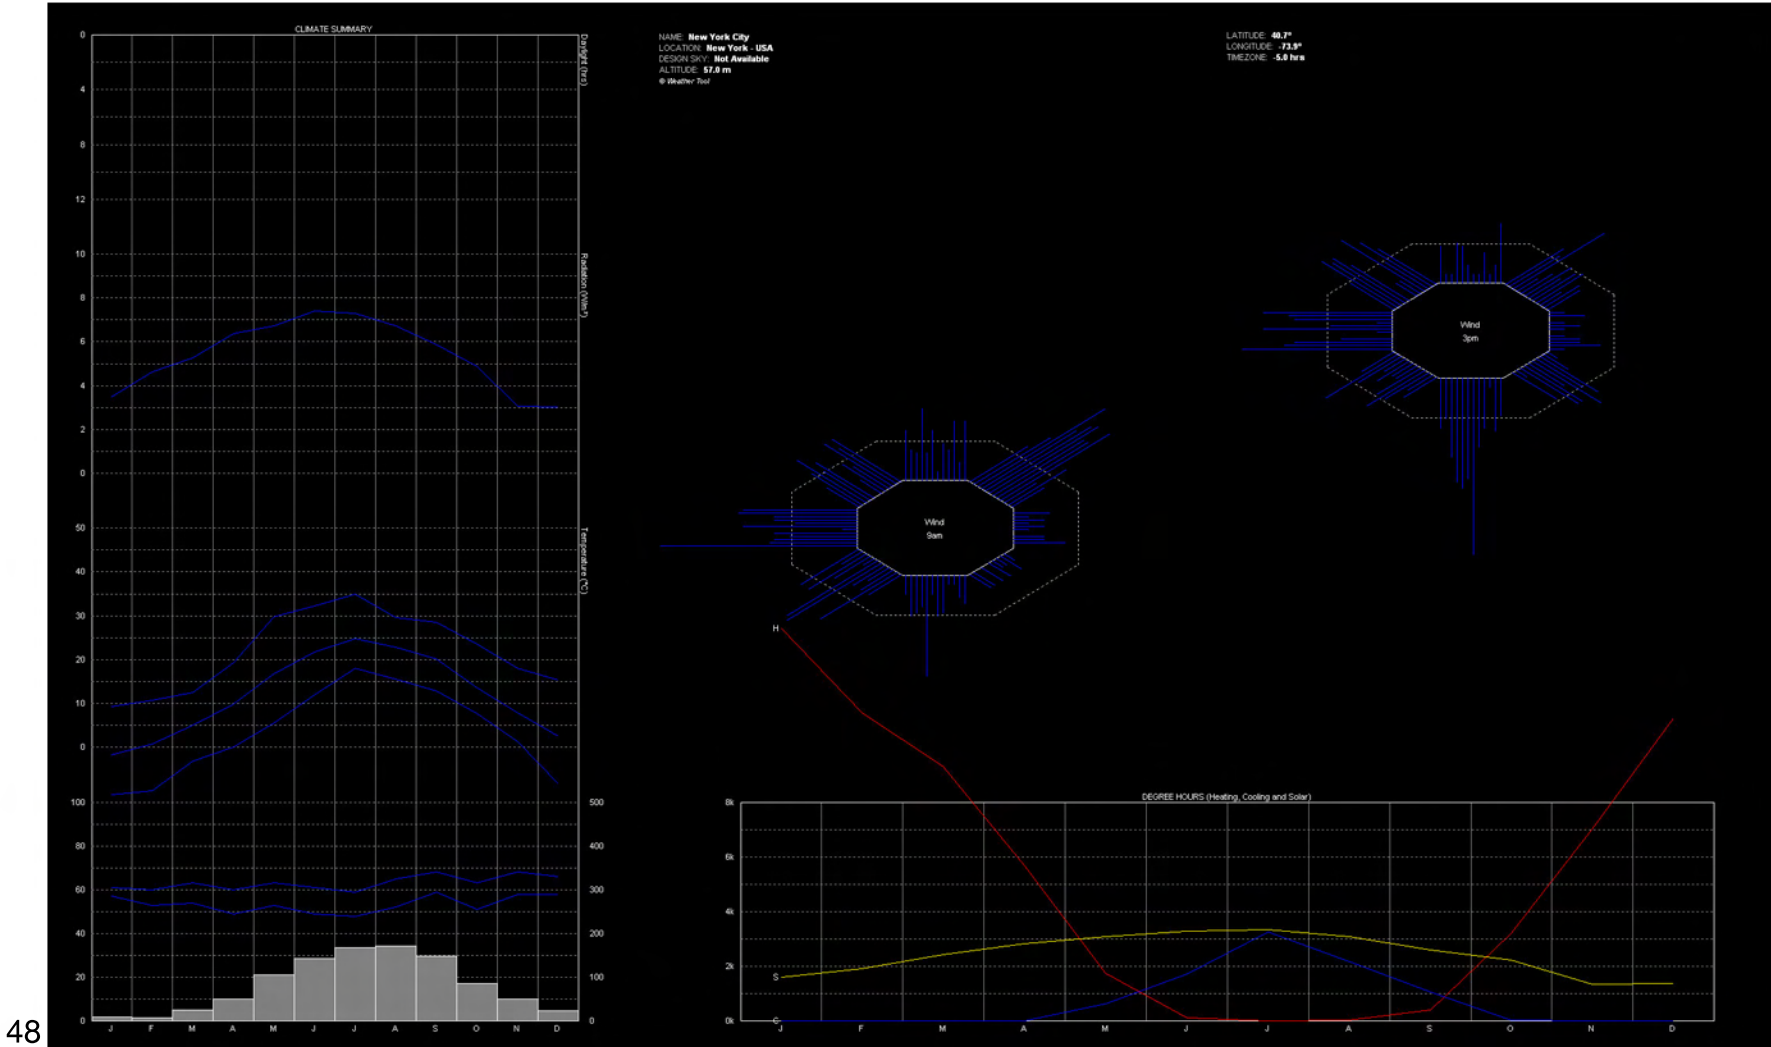 CLIMATE SUMMARY
NAME: New York City
LOCATION: New York - USA
DESIGN SKY: Not Available
ALTITUDE: 57.0 m
© Weather Tool
LATITUDE: 40.7°
LONGITUDE: -73.9°
TIMEZONE: -5.0 hrs
0
4
8
12
Daylight (hrs)
10
8
6
4
2
0
Radiation (W/m²)
50
40
30
20
10
0
Temperature (°C)
100
80
60
40
20
0
500
400
300
200
100
0
J F M A M J J A S O N D
Wind
3pm
Wind
9am
H
DEGREE HOURS (Heating, Cooling and Solar)
8k
6k
4k
2k
0k
S
C
J F M A M J J A S O N D
48